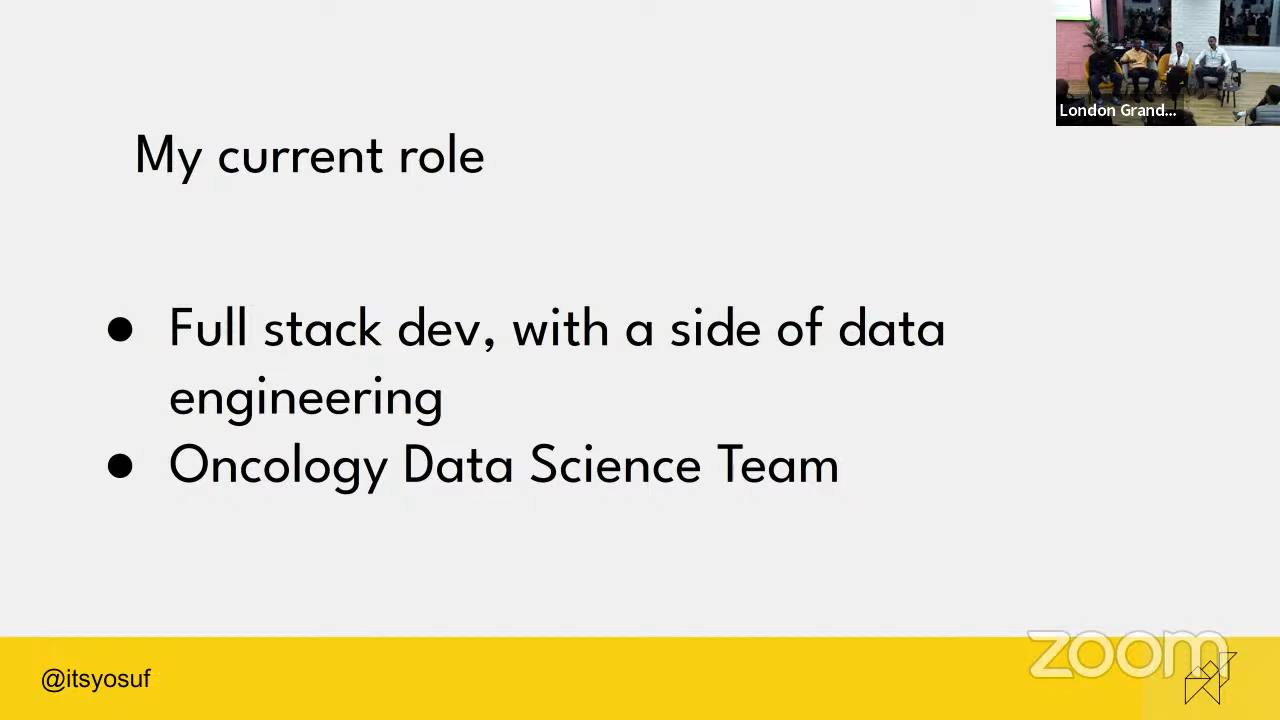 London Grand...
My current role
● Full stack dev, with a side of data
engineering
● Oncology Data Science Team
@itsyosuf
zoom